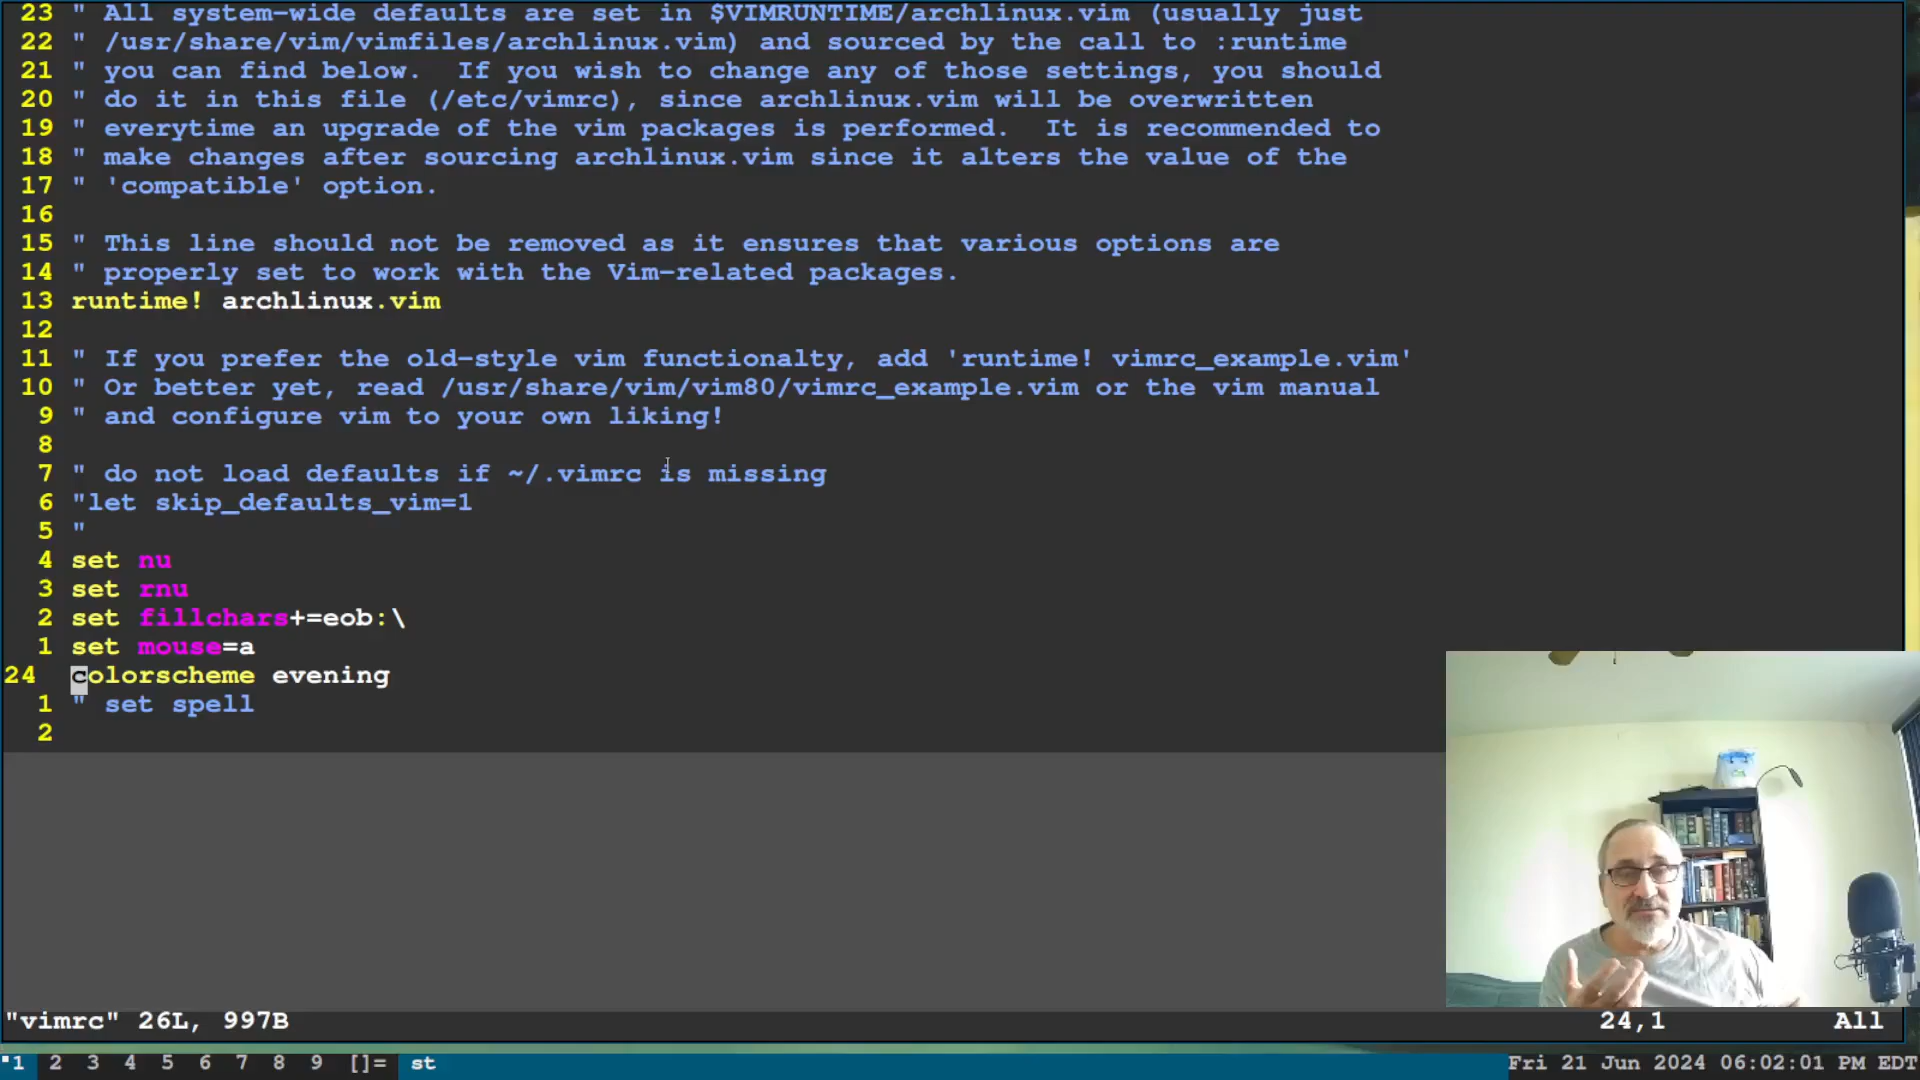 23 " All system-wide defaults are set in $VIMRUNTIME/archlinux.vim (usually just
22 " /usr/share/vim/vimfiles/archlinux.vim) and sourced by the call to :runtime
21 " you can find below.  If you wish to change any of those settings, you should
20 " do it in this file (/etc/vimrc), since archlinux.vim will be overwritten
19 " everytime an upgrade of the vim packages is performed.  It is recommended to
18 " make changes after sourcing archlinux.vim since it alters the value of the
17 " 'compatible' option.
16
15 " This line should not be removed as it ensures that various options are
14 " properly set to work with the Vim-related packages.
13 runtime! archlinux.vim
12
11 " If you prefer the old-style vim functionalty, add 'runtime! vimrc_example.vim'
10 " Or better yet, read /usr/share/vim/vim80/vimrc_example.vim or the vim manual
9 " and configure vim to your own liking!
8
7 " do not load defaults if ~/.vimrc is missing
6 "let skip_defaults_vim=1
5 "
4 set nu
3 set rnu
2 set fillchars+=eob:\
1 set mouse=a
24 colorscheme evening
1 " set spell
2
"vimrc" 26L, 997B 24,1 All
1 2 3 4 5 6 7 8 9 []= st Fri 21 Jun 2024 06:02:01 PM EDT